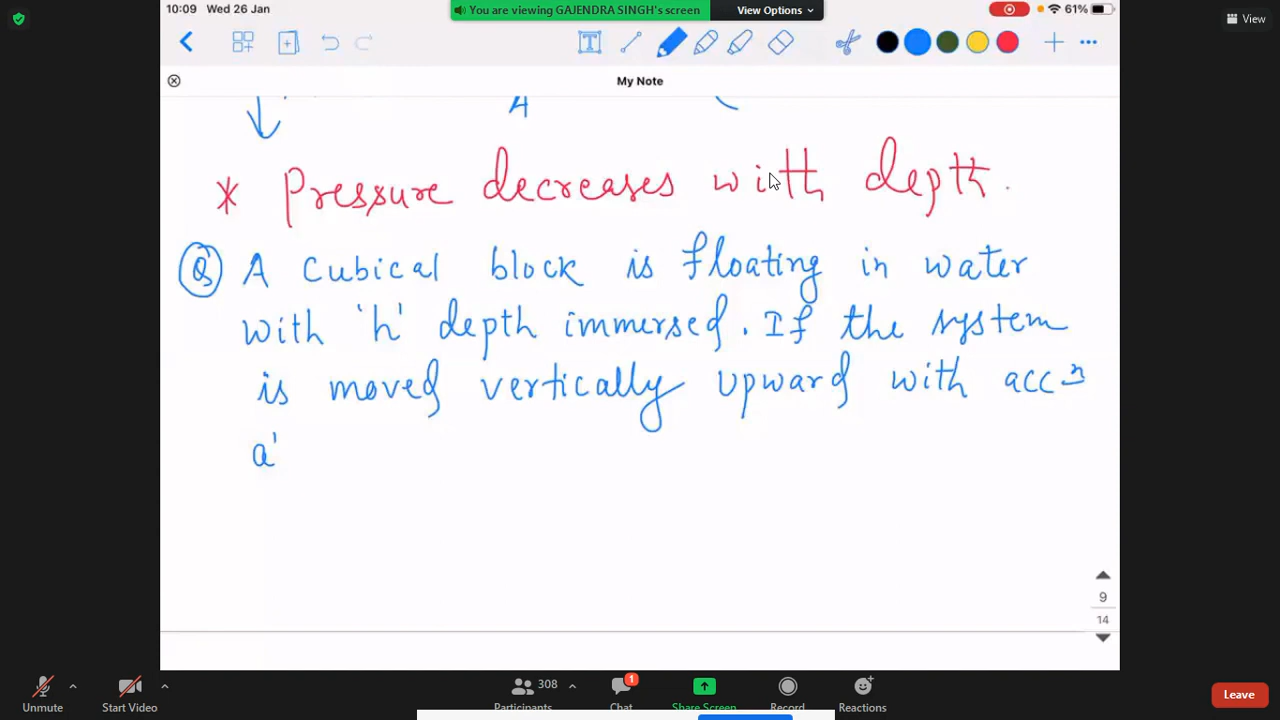 10:09 Wed 26 Jan
You are viewing GAJENDRA SINGH's screen
View Options
61%
View
My Note
A
* Pressure decreases with depth.
Q A cubical block is floating in water
with 'h' depth immersed. If the system
is moved vertically upward with accn
a'
9
14
Unmute
Start Video
308
Participants
1
Chat
Share Screen
Record
Reactions
Leave